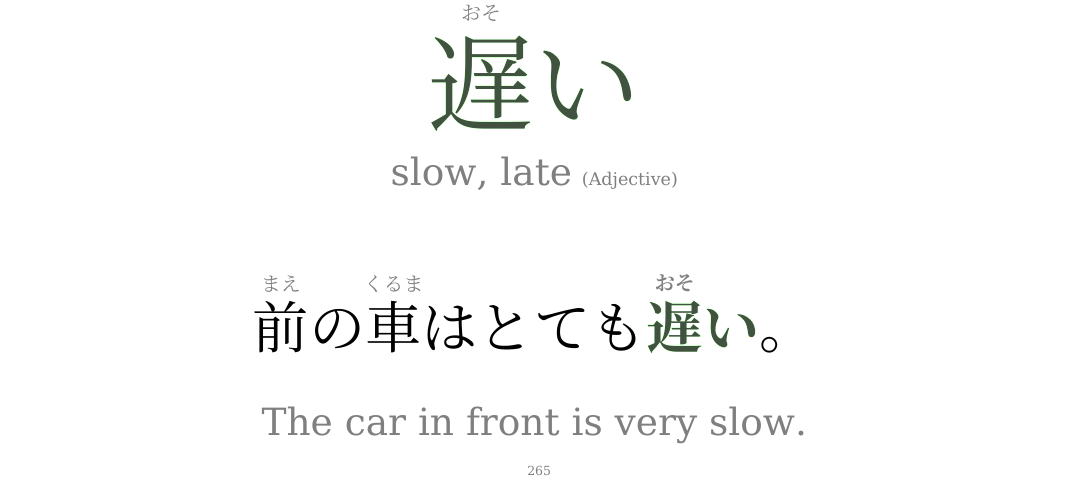 おそ
遅い
slow, late (Adjective)
まえ くるま おそ
前の車はとても遅い。
The car in front is very slow.
265